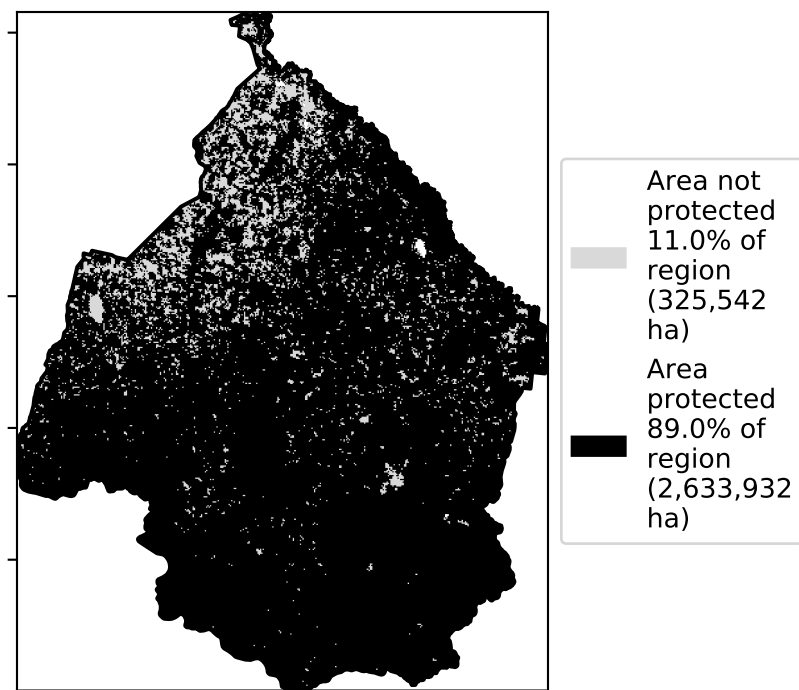 Area not
protected
11.0% of
region
(325,542
ha)
Area
protected
89.0% of
region
(2,633,932
ha)